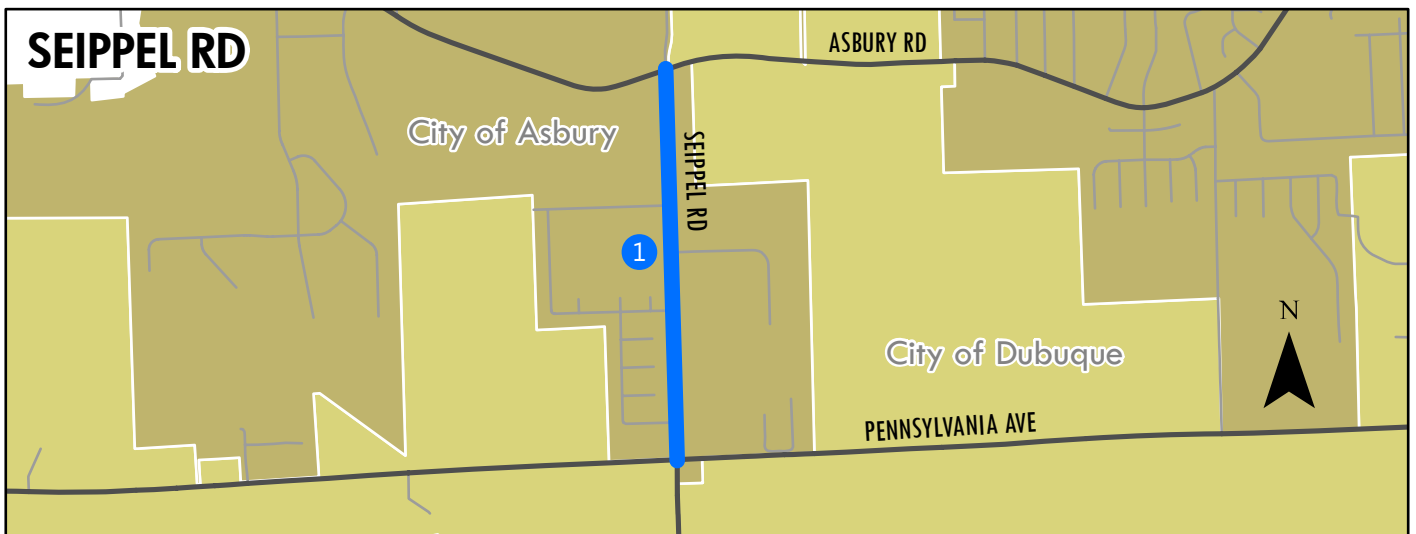 SEIPPEL RD
ASBURY RD
City of Asbury
SEIPPEL RD
1
N
City of Dubuque
PENNSYLVANIA AVE